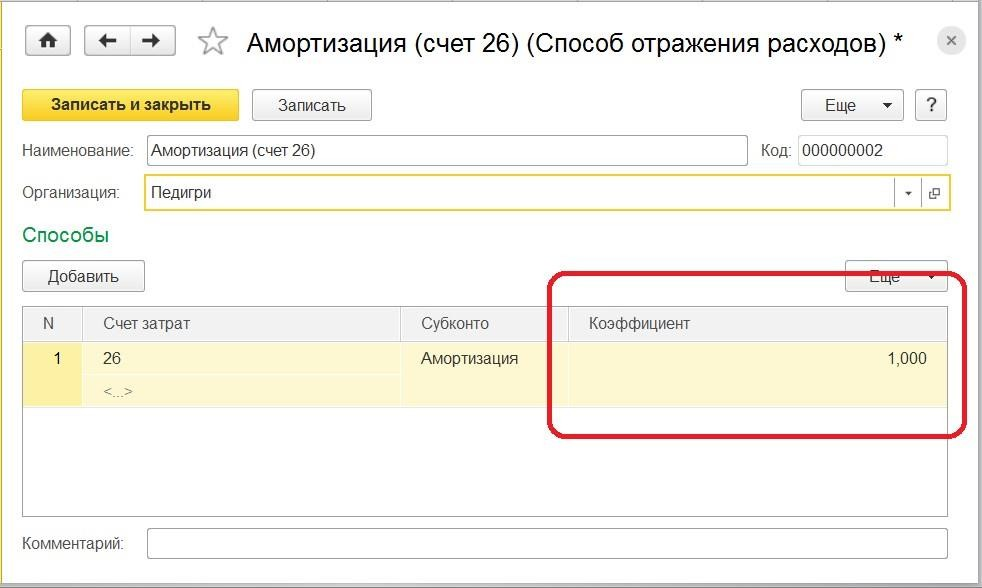 Амортизация (счет 26) (Способ отражения расходов) *
Записать и закрыть Записать Еще ?
Наименование: Амортизация (счет 26) Код: 000000002
Организация: Педигри
Способы
Добавить Еще
N Счет затрат Субконто Коэффициент
1 26 Амортизация 1,000
<...>
Комментарий: